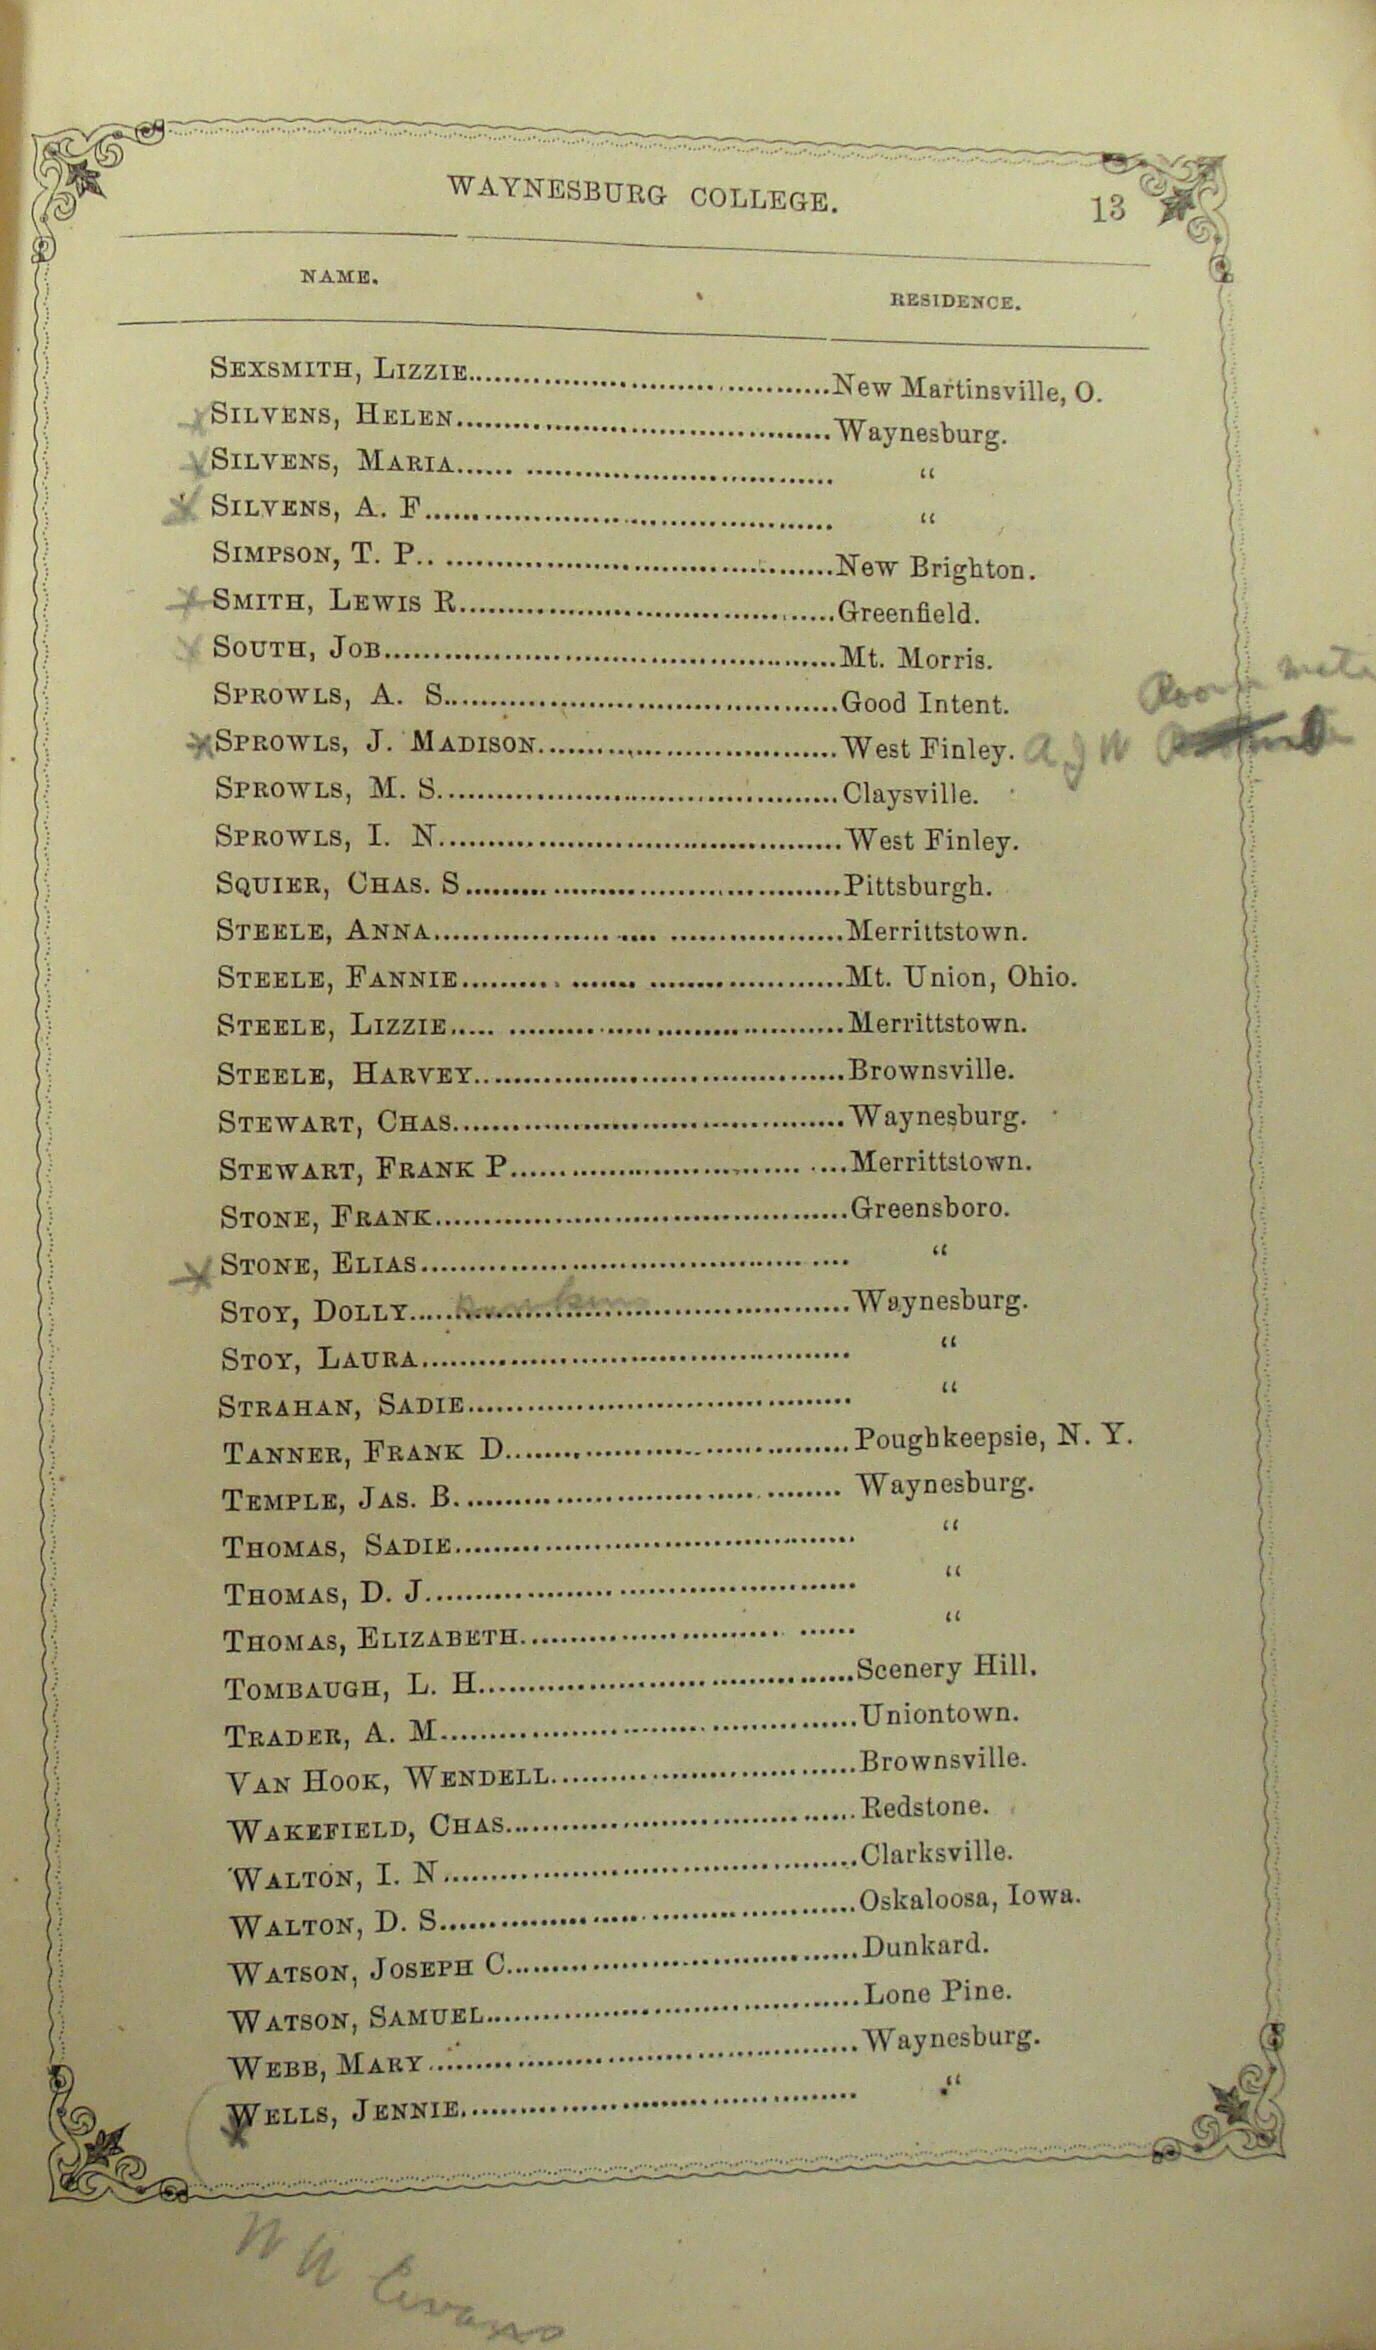 WAYNESBURG COLLEGE. 13
NAME. RESIDENCE.
SEXSMITH, LIZZIE........................................New Martinsville, O.
SILVENS, HELEN........................................Waynesburg.
SILVENS, MARIA........................................ “
SILVENS, A. F........................................ “
SIMPSON, T. P........................................New Brighton.
SMITH, LEWIS R........................................Greenfield.
SOUTH, JOB........................................Mt. Morris.
Room mate
SPROWLS, A. S........................................Good Intent.
SPROWLS, J. MADISON........................................West Finley. A J W
SPROWLS, M. S........................................Claysville.
SPROWLS, I. N........................................West Finley.
SQUIER, CHAS. S........................................Pittsburgh.
STEELE, ANNA........................................Merrittstown.
STEELE, FANNIE........................................Mt. Union, Ohio.
STEELE, LIZZIE........................................Merrittstown.
STEELE, HARVEY........................................Brownsville.
STEWART, CHAS........................................Waynesburg.
STEWART, FRANK P........................................Merrittstown.
STONE, FRANK........................................Greensboro.
STONE, ELIAS........................................ “
STOY, DOLLY........................................Waynesburg.
STOY, LAURA........................................ “
STRAHAN, SADIE........................................ “
TANNER, FRANK D........................................Poughkeepsie, N. Y.
TEMPLE, JAS. B........................................Waynesburg.
THOMAS, SADIE........................................ “
THOMAS, D. J........................................ “
THOMAS, ELIZABETH........................................ “
TOMBAUGH, L. H........................................Scenery Hill.
TRADER, A. M........................................Uniontown.
VAN HOOK, WENDELL........................................Brownsville.
WAKEFIELD, CHAS........................................Redstone.
WALTON, I. N........................................Clarksville.
WALTON, D. S........................................Oskaloosa, Iowa.
WATSON, JOSEPH C........................................Dunkard.
WATSON, SAMUEL........................................Lone Pine.
WEBB, MARY........................................Waynesburg.
WELLS, JENNIE........................................ “
Evans